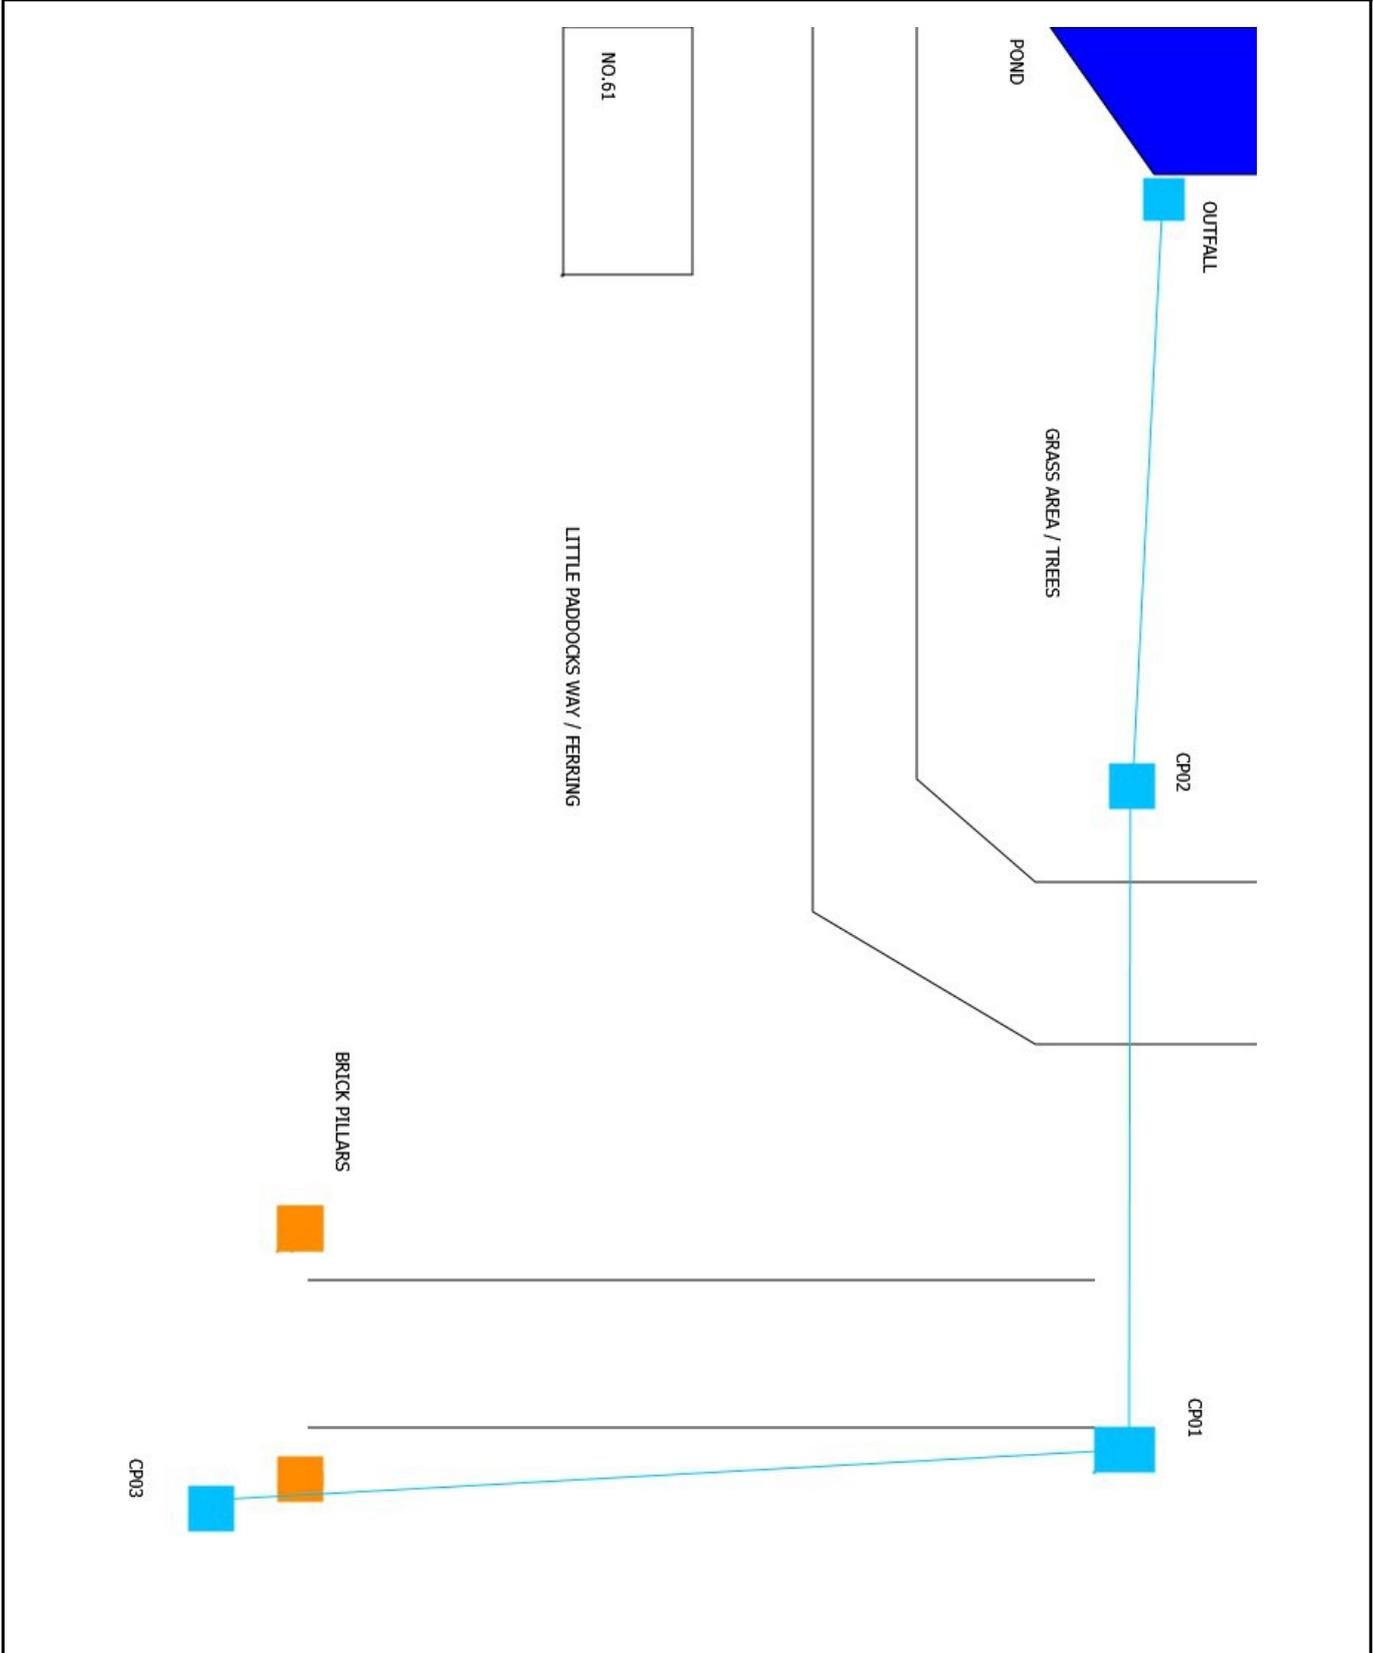 NO.61
POND
OUTFALL
GRASS AREA / TREES
LITTLE PADDOCKS WAY / FERRING
CP02
BRICK PILLARS
CP01
CP03